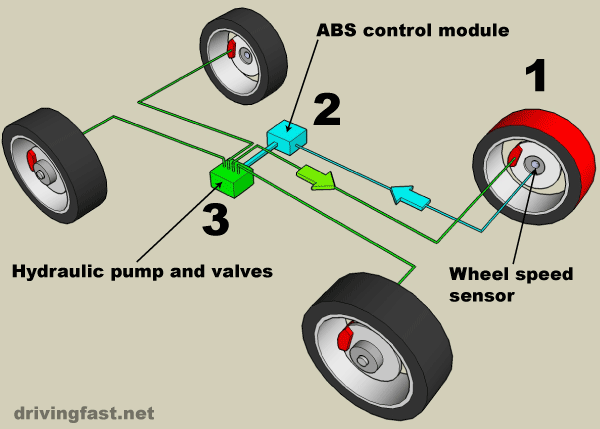 ABS control module
1
2
3
Hydraulic pump and valves
Wheel speed
sensor
drivingfast.net